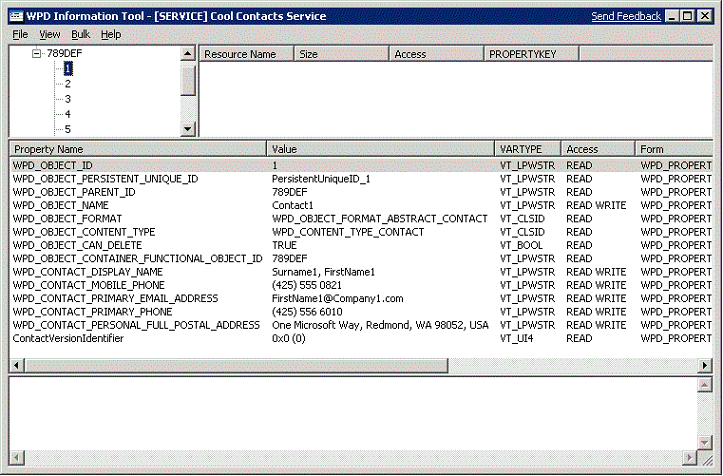 WPD Information Tool - [SERVICE] Cool Contacts Service Send Feedback
File View Bulk Help
789DEF
1
2
3
4
5
Resource Name Size Access PROPERTYKEY
Property Name Value VARTYPE Access Form
WPD_OBJECT_ID 1 VT_LPWSTR READ WPD_PROPERT
WPD_OBJECT_PERSISTENT_UNIQUE_ID PersistentUniqueID_1 VT_LPWSTR READ WPD_PROPERT
WPD_OBJECT_PARENT_ID 789DEF VT_LPWSTR READ WPD_PROPERT
WPD_OBJECT_NAME Contact1 VT_LPWSTR READ WRITE WPD_PROPERT
WPD_OBJECT_FORMAT WPD_OBJECT_FORMAT_ABSTRACT_CONTACT VT_CLSID READ WPD_PROPERT
WPD_OBJECT_CONTENT_TYPE WPD_CONTENT_TYPE_CONTACT VT_CLSID READ WPD_PROPERT
WPD_OBJECT_CAN_DELETE TRUE VT_BOOL READ WPD_PROPERT
WPD_OBJECT_CONTAINER_FUNCTIONAL_OBJECT_ID 789DEF VT_LPWSTR READ WPD_PROPERT
WPD_CONTACT_DISPLAY_NAME Surname1, FirstName1 VT_LPWSTR READ WRITE WPD_PROPERT
WPD_CONTACT_MOBILE_PHONE (425) 555 0821 VT_LPWSTR READ WRITE WPD_PROPERT
WPD_CONTACT_PRIMARY_EMAIL_ADDRESS FirstName1@Company1.com VT_LPWSTR READ WRITE WPD_PROPERT
WPD_CONTACT_PRIMARY_PHONE (425) 556 6010 VT_LPWSTR READ WRITE WPD_PROPERT
WPD_CONTACT_PERSONAL_FULL_POSTAL_ADDRESS One Microsoft Way, Redmond, WA 98052, USA VT_LPWSTR READ WRITE WPD_PROPERT
ContactVersionIdentifier 0x0 (0) VT_UI4 READ WPD_PROPERT